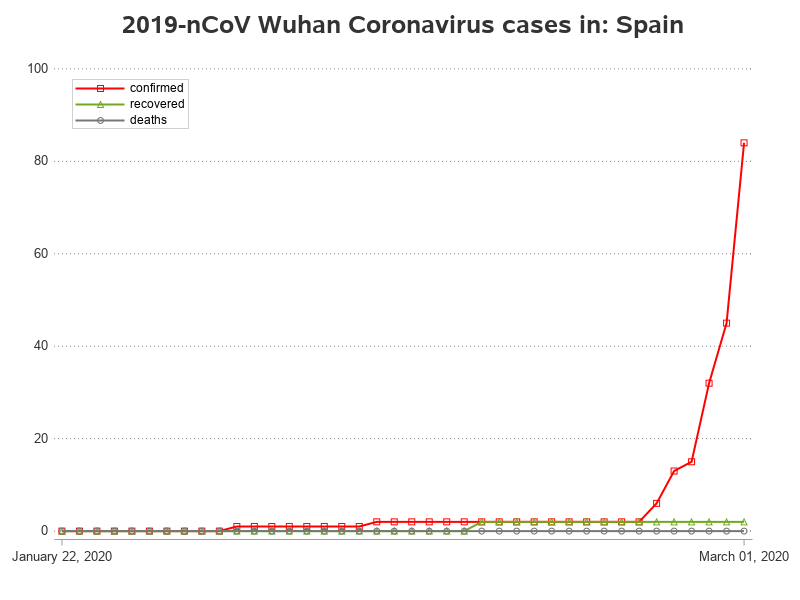 2019-nCoV Wuhan Coronavirus cases in: Spain
100
confirmed
recovered
deaths
80
60
40
20
0
January 22, 2020
March 01, 2020